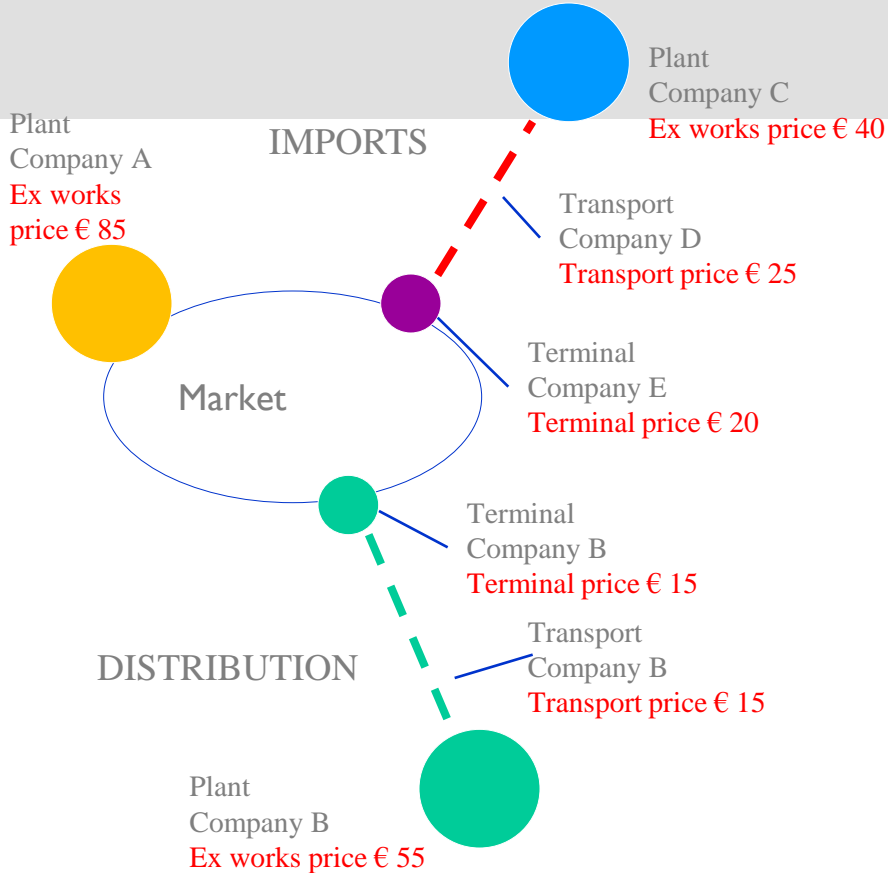 Plant
Company C
Ex works price € 40
Plant
Company A
Ex works
price € 85
IMPORTS
Transport
Company D
Transport price € 25
Terminal
Company E
Terminal price € 20
Market
Terminal
Company B
Terminal price € 15
Transport
Company B
Transport price € 15
DISTRIBUTION
Plant
Company B
Ex works price € 55